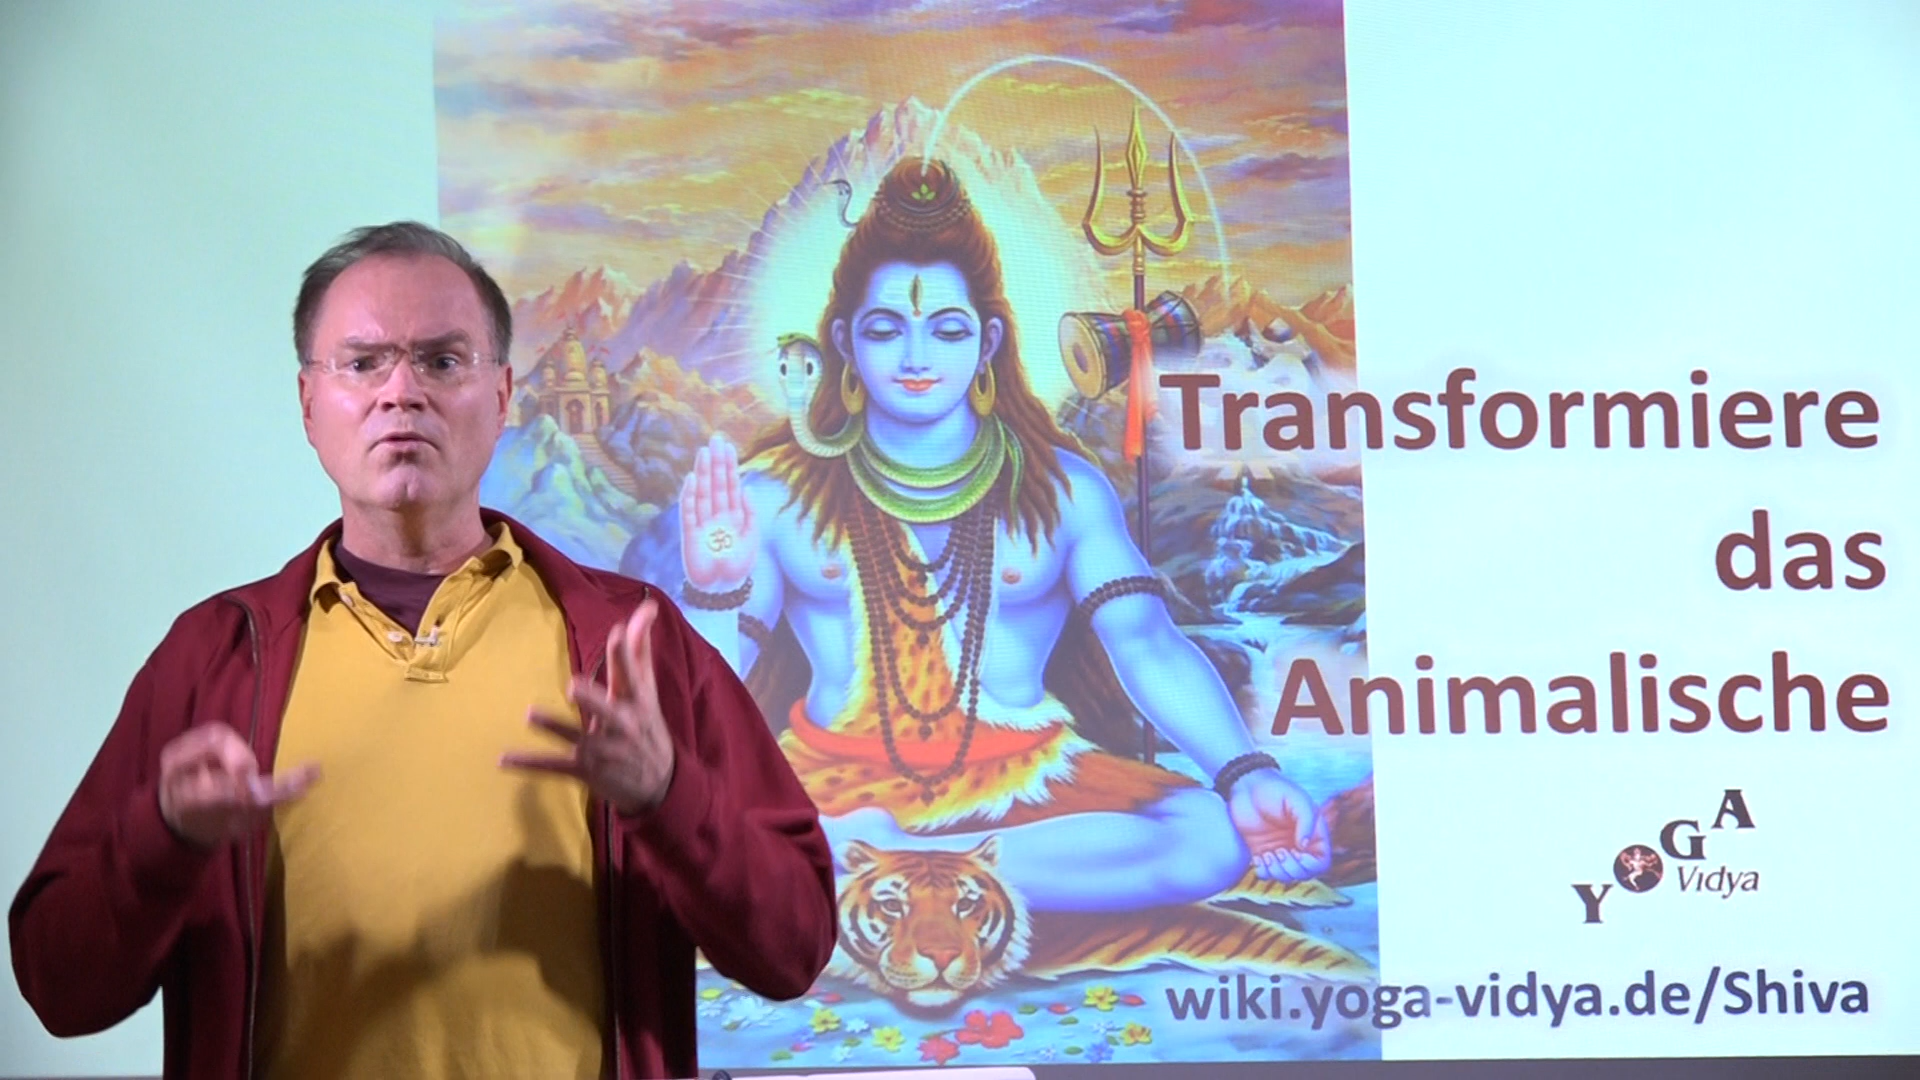 Transformiere
das
Animalische
YOGA
Vidya
wiki.yoga-vidya.de/Shiva
ॐ